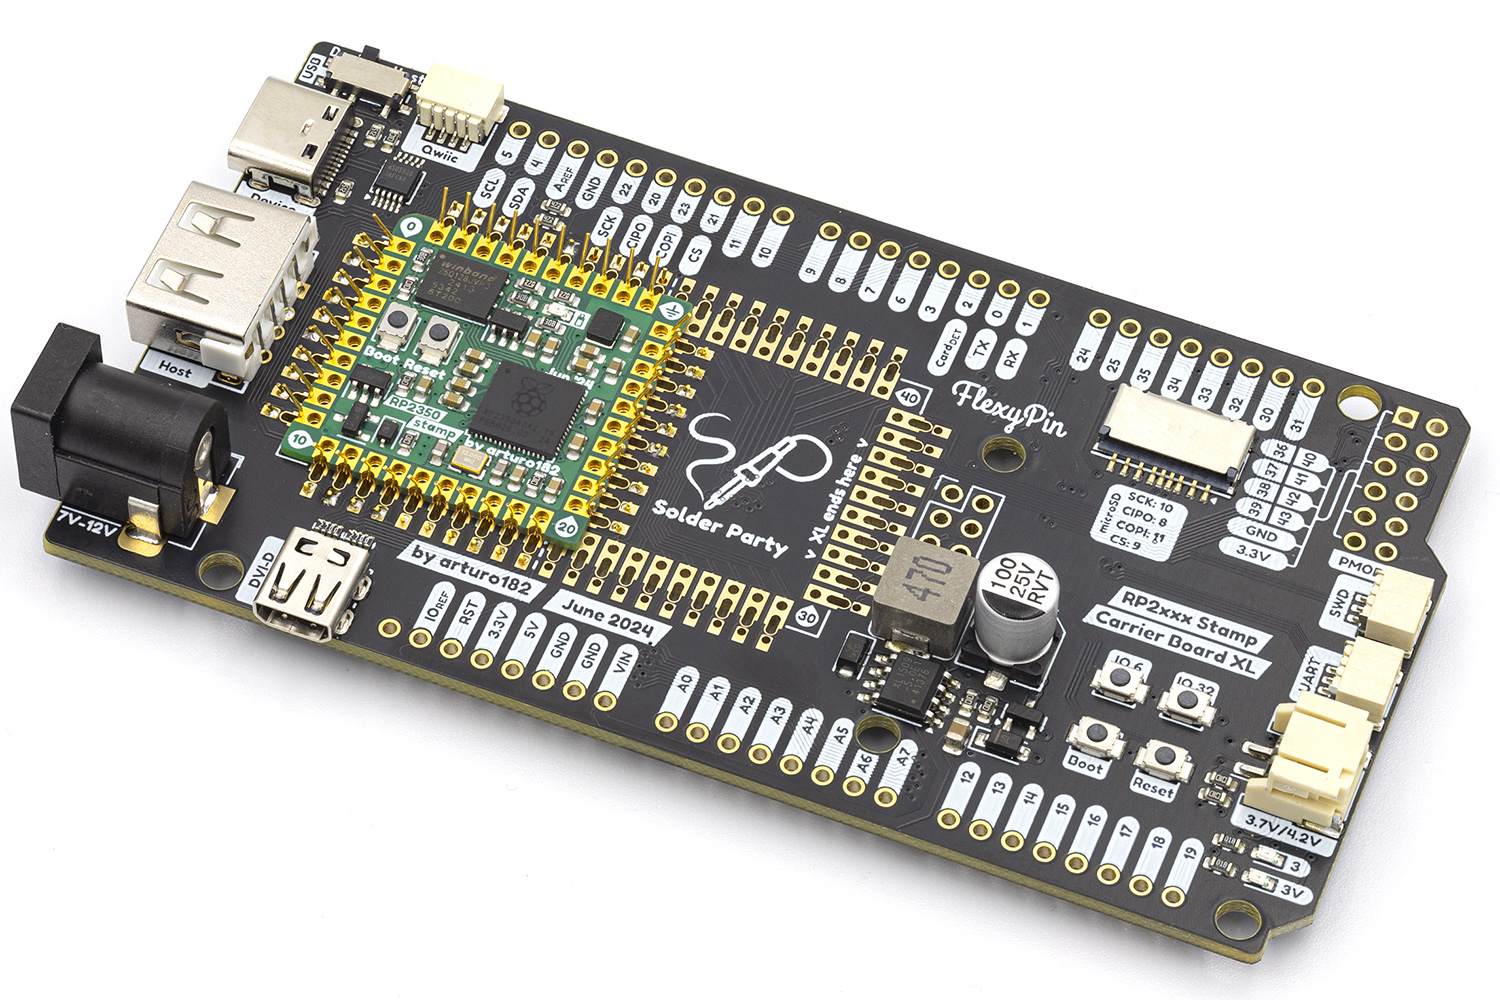 USB
Qwiic
5
4
AREF
GND
22
20
23
21
11
10
9
8
7
6
3
2
0
1
24
25
35
34
33
32
30
31
SCL
SDA
SCK
CIPO
COPI
CS
CardDET
TX
RX
Host
0
winbond
Boot
Reset
RP2350
stamp
arturo182
10
20
40
30
FlexyPin
Solder Party
XL ends here
36
37
38
39
40
42
43
GND
3.3V
microSD
SCK: 10
CIPO: 8
COPI: 11
CS: 9
PMOD
SWD
UART
7V-12V
DVI-D
by arturo182
June 2024
IOREF
RST
3.3V
5V
GND
GND
VIN
A0
A1
A2
A3
A4
A5
A6
A7
470
100
25V
RVT
RP2xxx Stamp
Carrier Board XL
IO 6
IO 32
Boot
Reset
12
13
14
15
16
17
18
19
3.7V/4.2V
3
3V